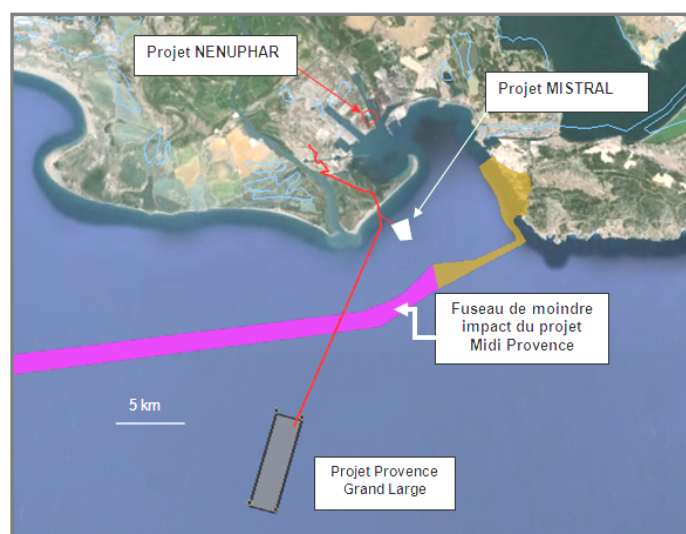 Projet NENUPHAR
Projet MISTRAL
Fuseau de moindre
impact du projet
Midi Provence
5 km
Projet Provence
Grand Large